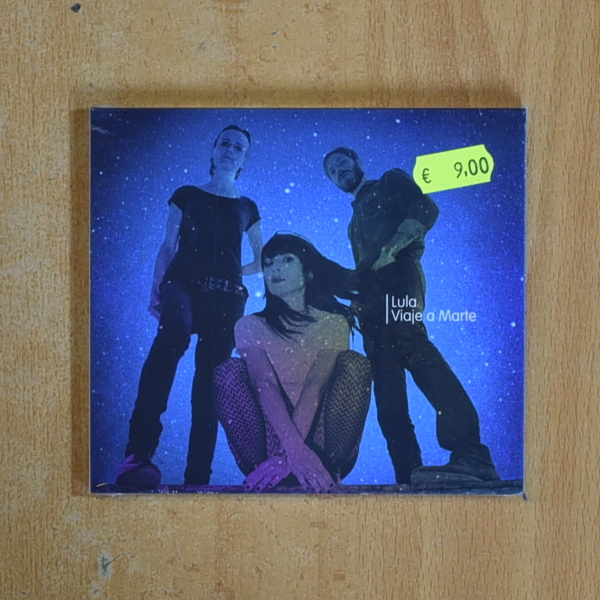 € 9,00
Lula
Viaje a Marte